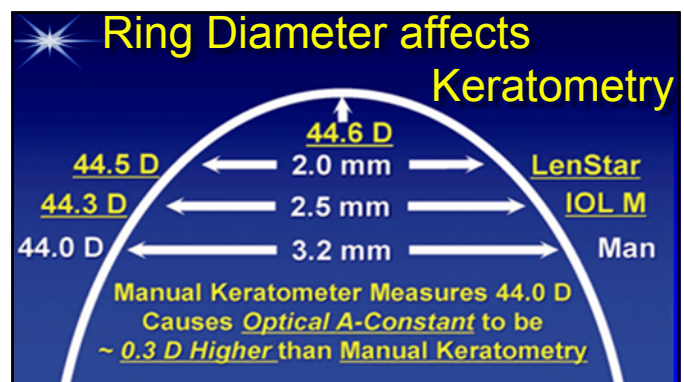 Ring Diameter affects
Keratometry
44.6 D
44.5 D 2.0 mm LenStar
44.3 D 2.5 mm IOL M
44.0 D 3.2 mm Man
Manual Keratometer Measures 44.0 D
Causes Optical A-Constant to be
~ 0.3 D Higher than Manual Keratometry